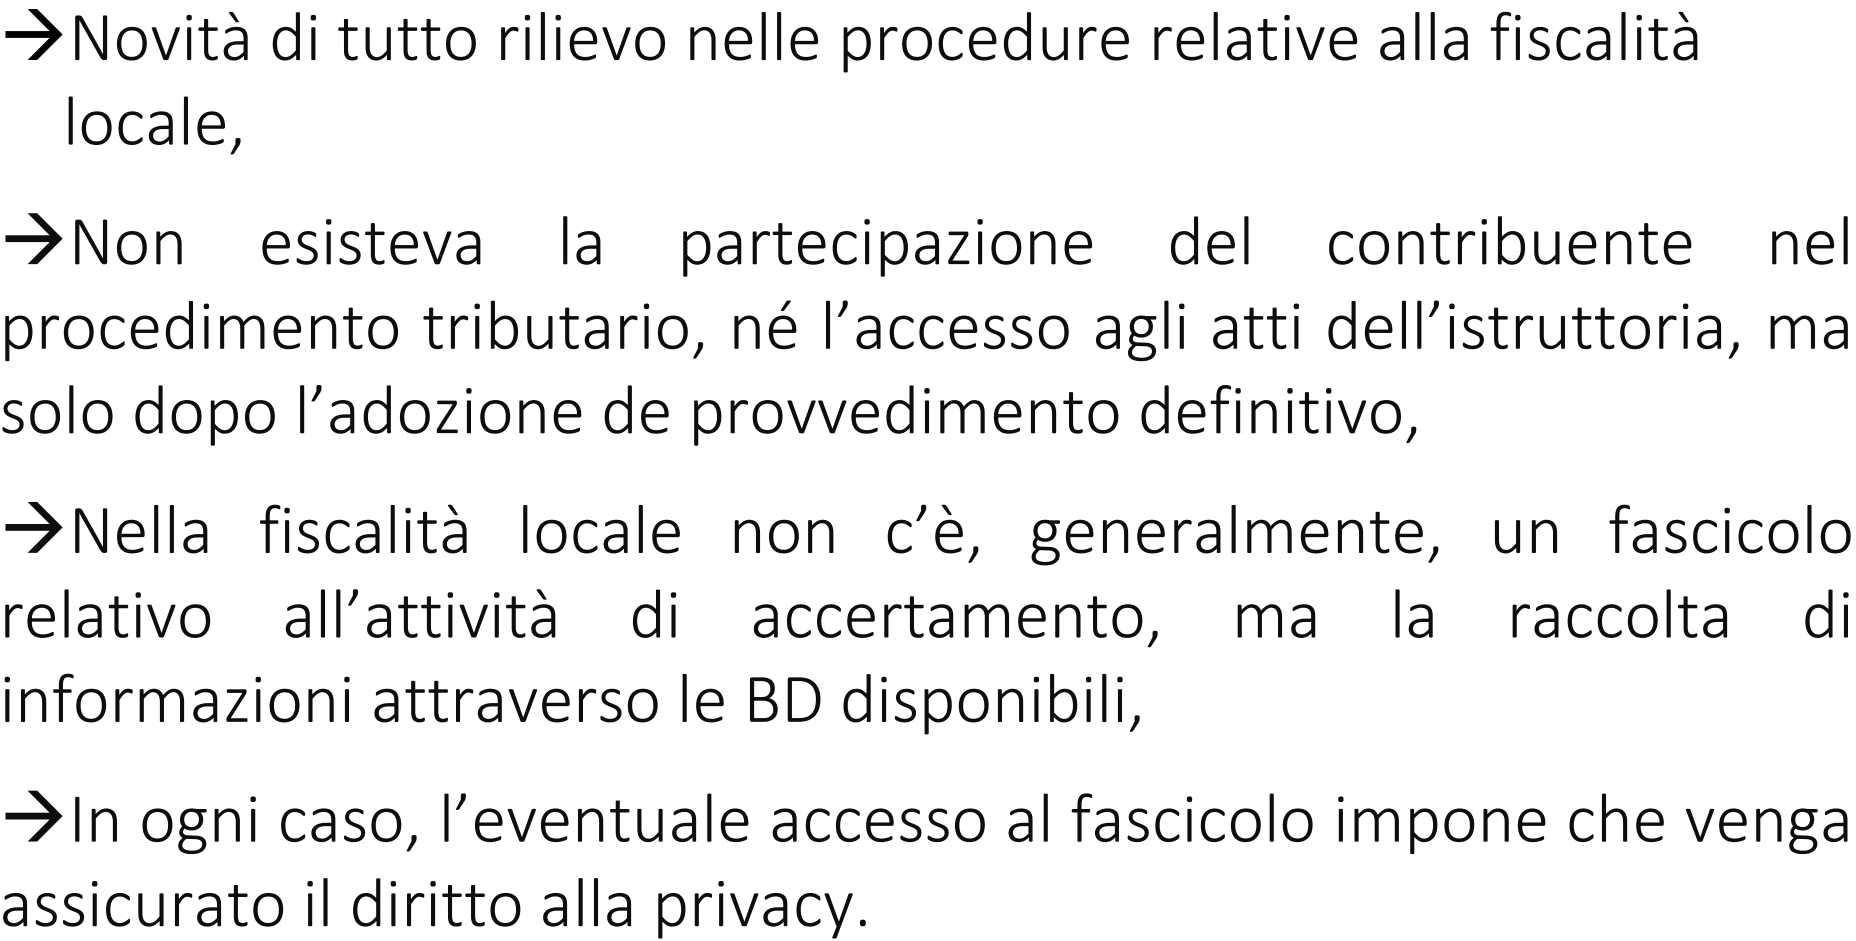 →Novità di tutto rilievo nelle procedure relative alla fiscalità
locale,
→Non esisteva la partecipazione del contribuente nel
procedimento tributario, né l’accesso agli atti dell’istruttoria, ma
solo dopo l’adozione de provvedimento definitivo,
→Nella fiscalità locale non c’è, generalmente, un fascicolo
relativo all’attività di accertamento, ma la raccolta di
informazioni attraverso le BD disponibili,
→In ogni caso, l’eventuale accesso al fascicolo impone che venga
assicurato il diritto alla privacy.